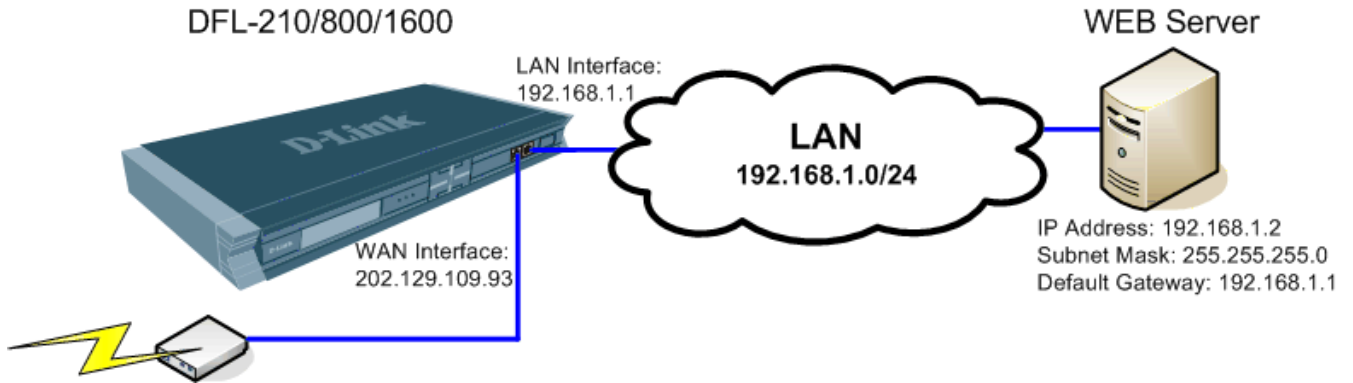 DFL-210/800/1600
WEB Server
LAN Interface:
192.168.1.1
D-Link
LAN
192.168.1.0/24
D-Link
WAN Interface:
202.129.109.93
IP Address: 192.168.1.2
Subnet Mask: 255.255.255.0
Default Gateway: 192.168.1.1